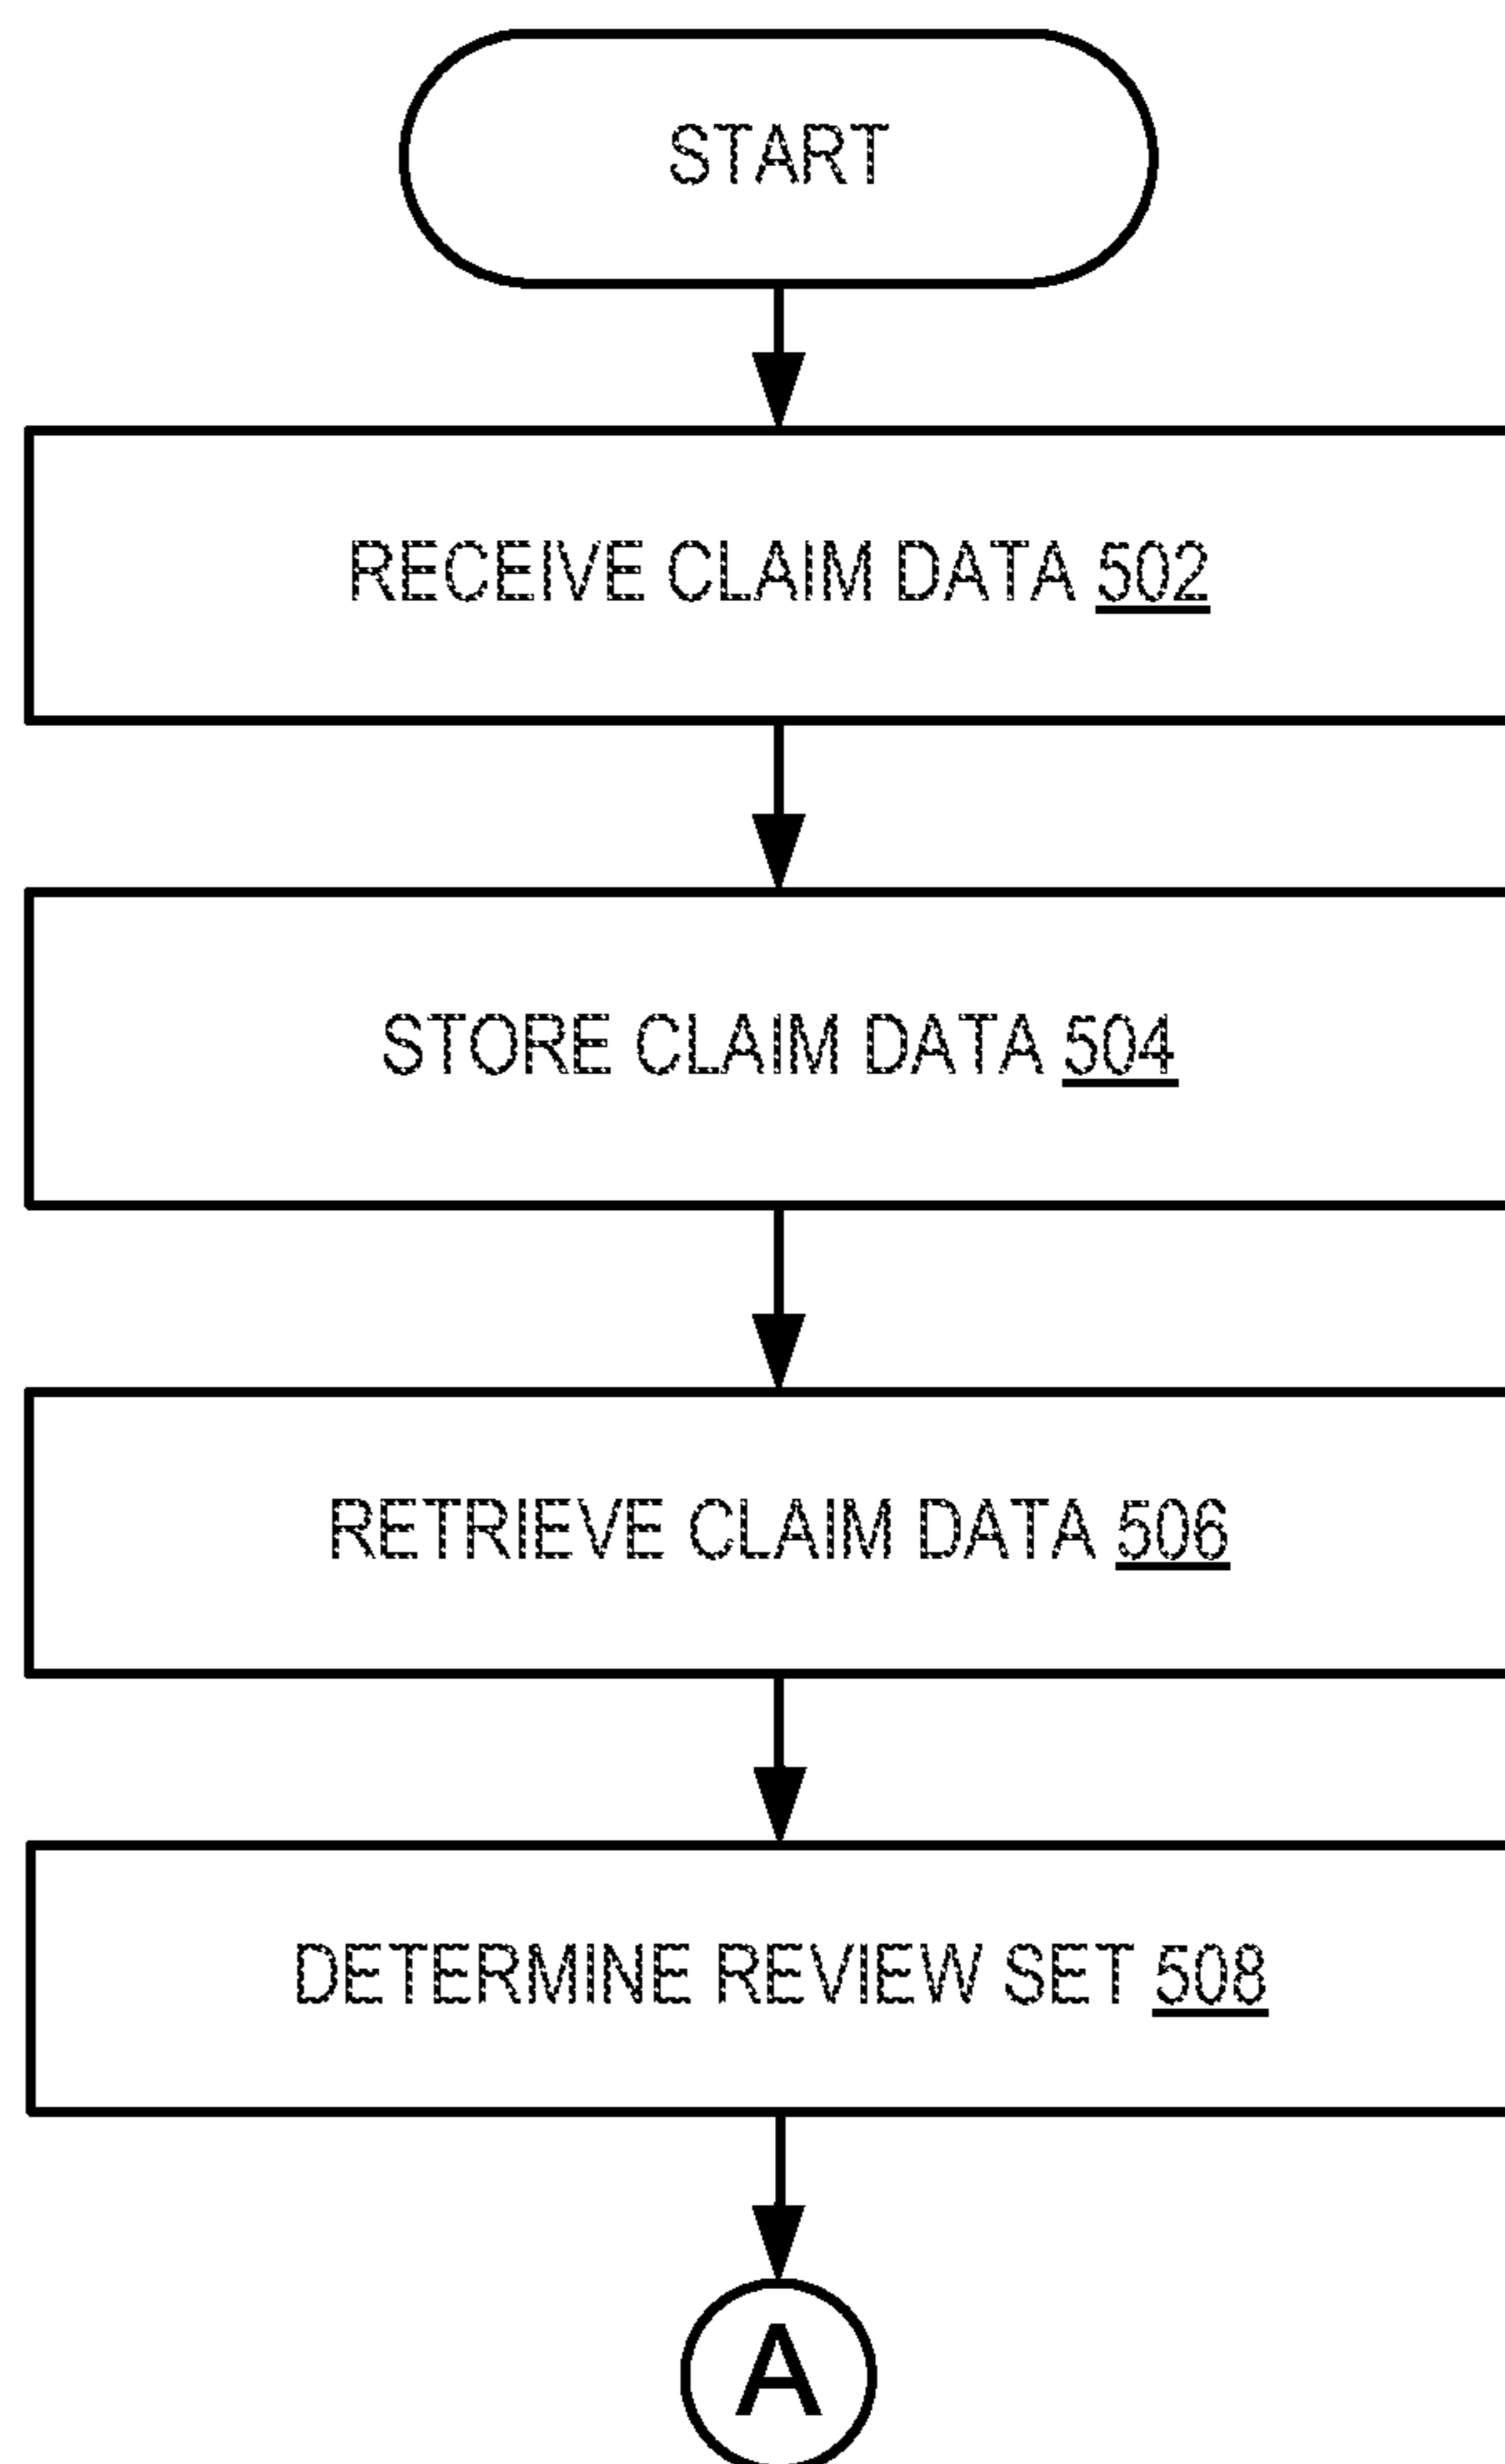 START
RECEIVE CLAIM DATA 502
STORE CLAIM DATA 504
RETRIEVE CLAIM DATA 506
DETERMINE REVIEW SET 508
A